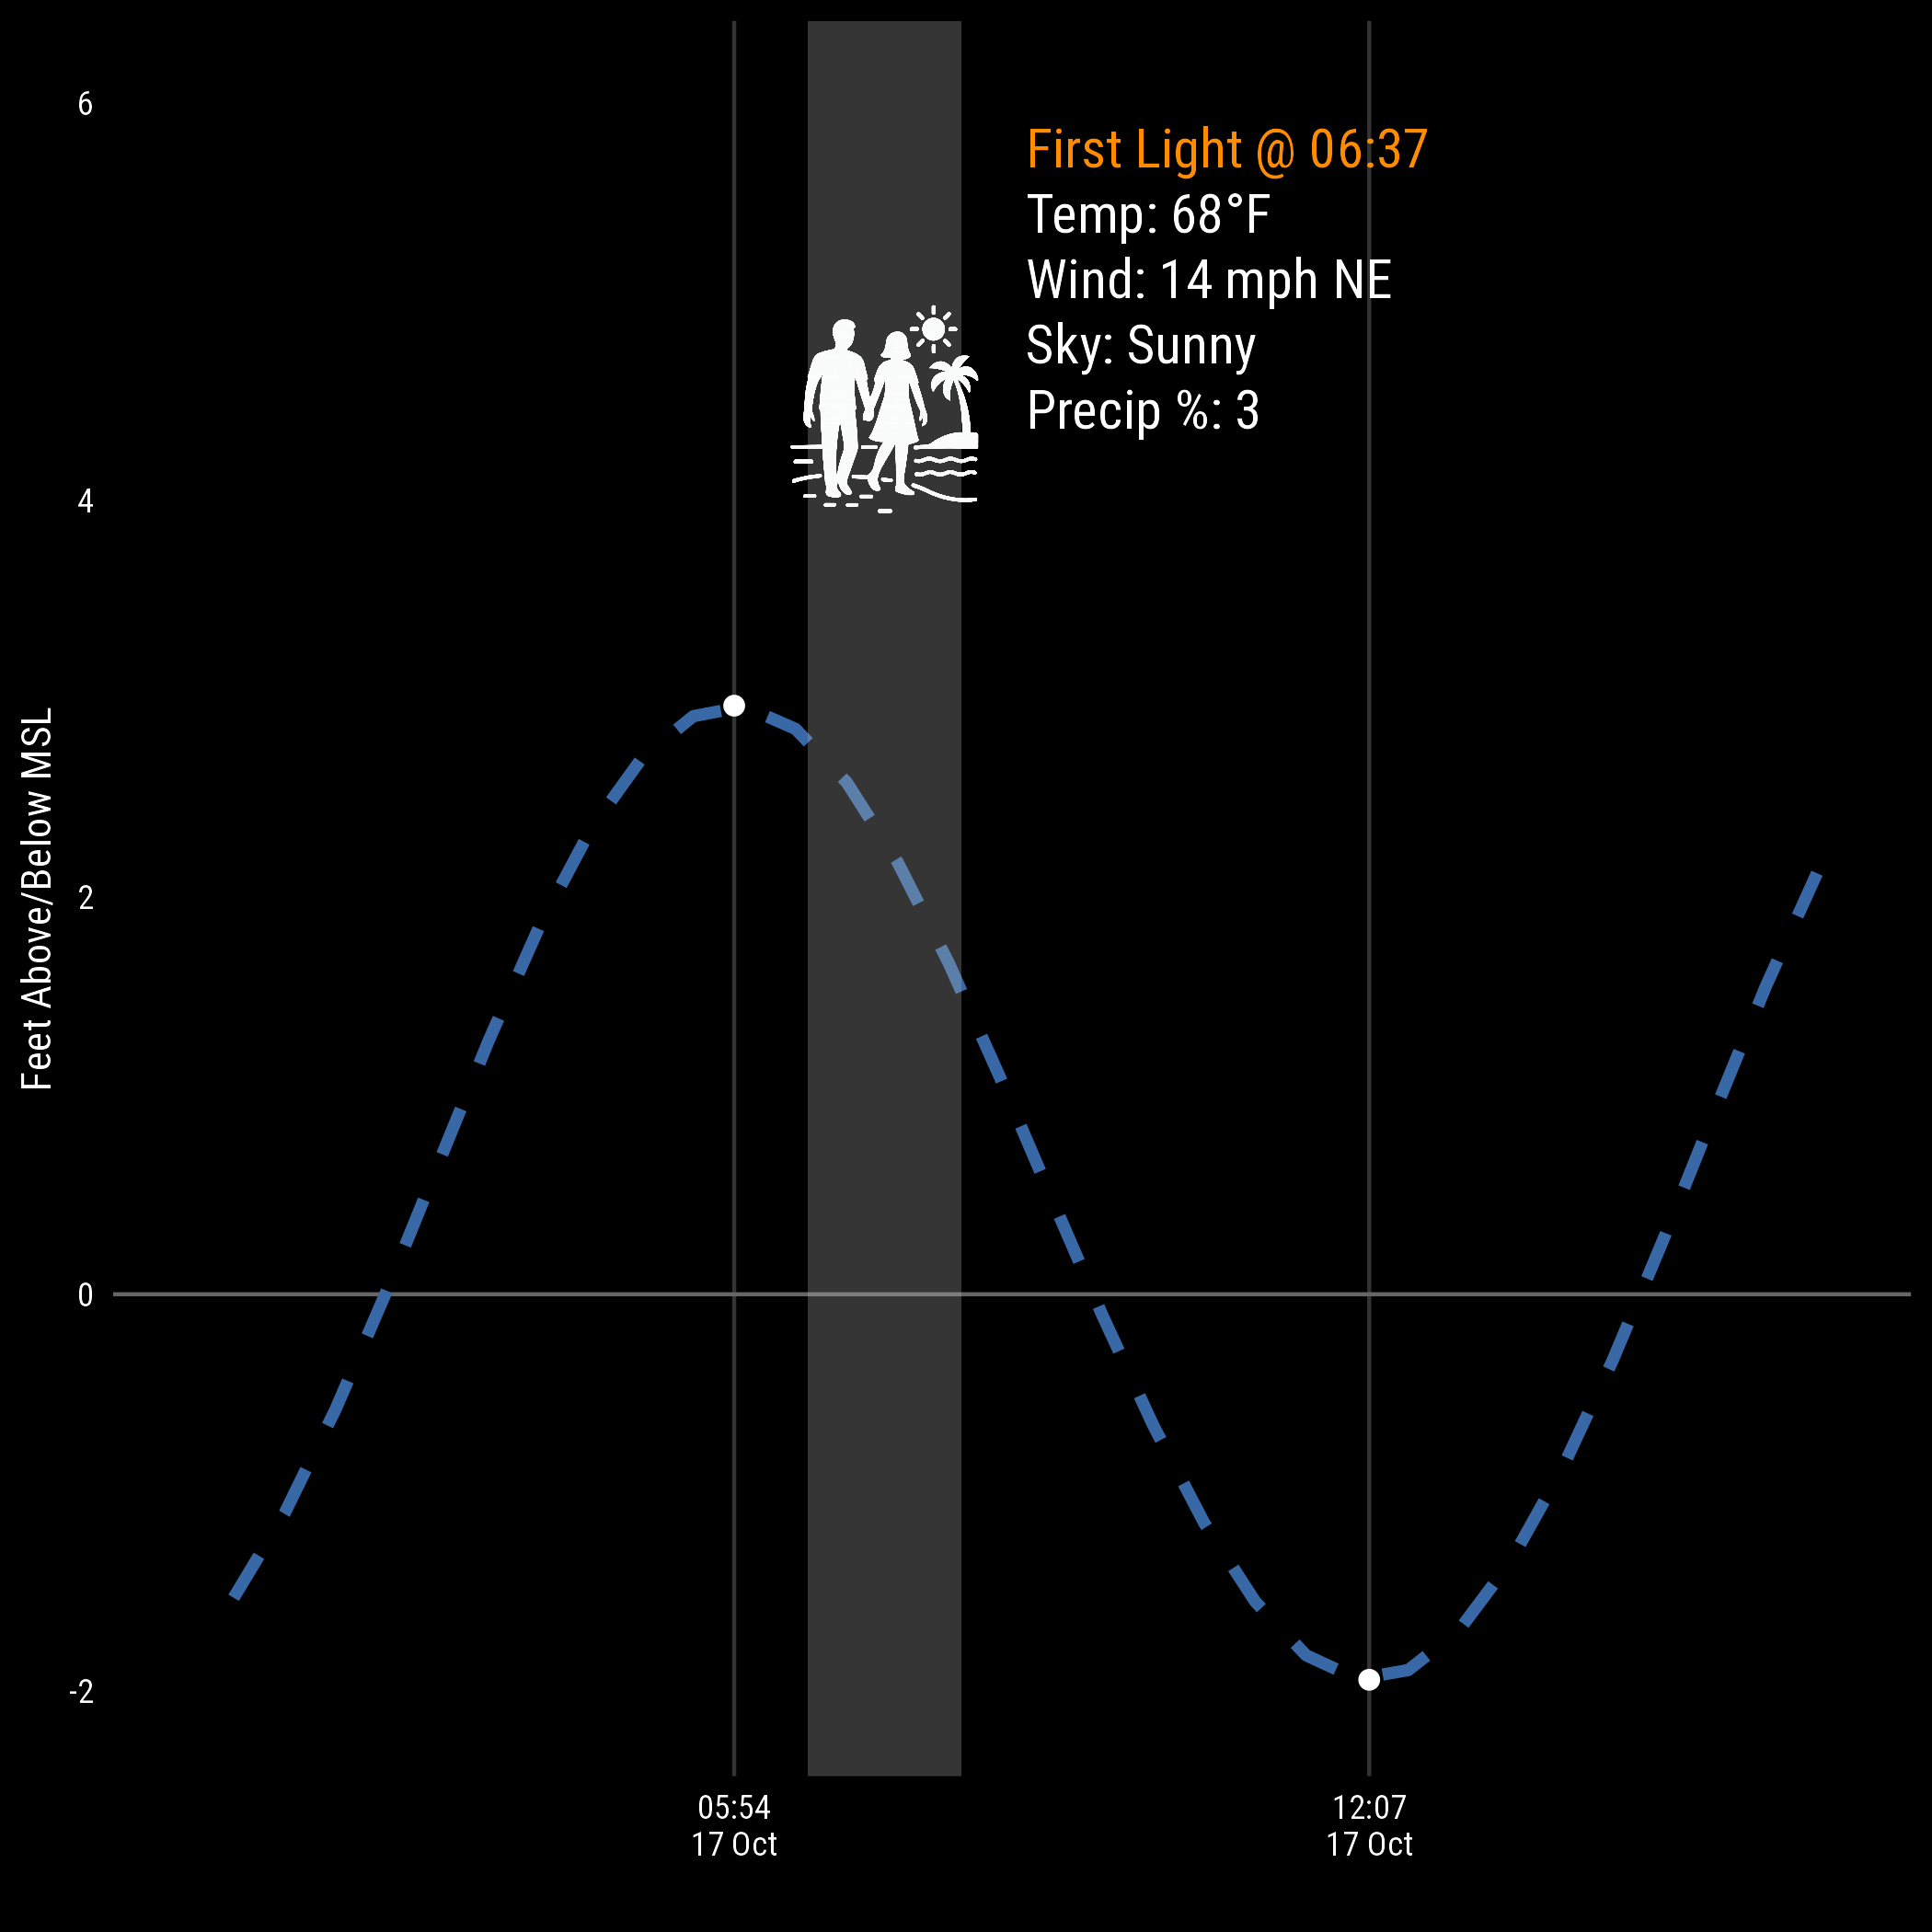 6
First Light @ 06:37
Temp: 68°F
Wind: 14 mph NE
Sky: Sunny
Precip %: 3
4
Feet Above/Below MSL
2
0
-2
05:54
17 Oct
12:07
17 Oct